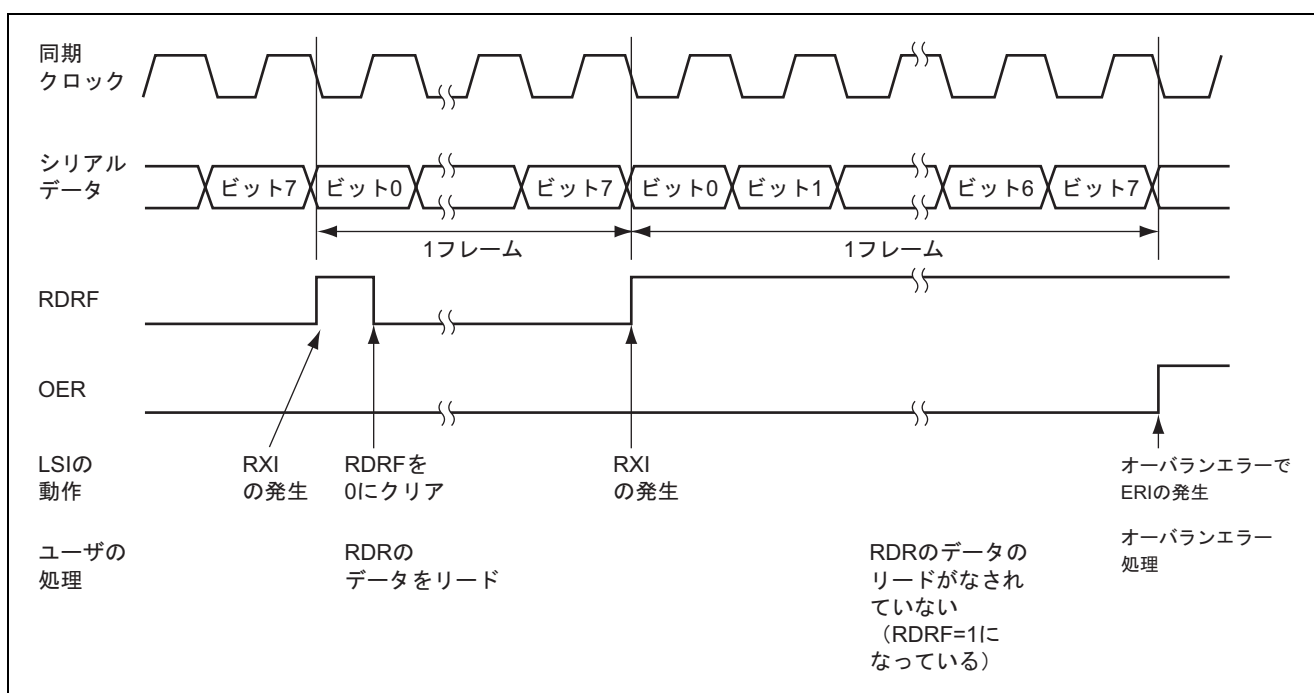 同期
クロック
シリアル
データ
ビット7
ビット0
ビット7
ビット0
ビット1
ビット6
ビット7
1フレーム
1フレーム
RDRF
OER
LSIの
動作
RXI
の発生
RDRFを
0にクリア
RXI
の発生
オーバランエラーで
ERIの発生
ユーザの
処理
RDRの
データをリード
RDRのデータの
リードがなされ
ていない
（RDRF=1に
なっている）
オーバランエラー
処理